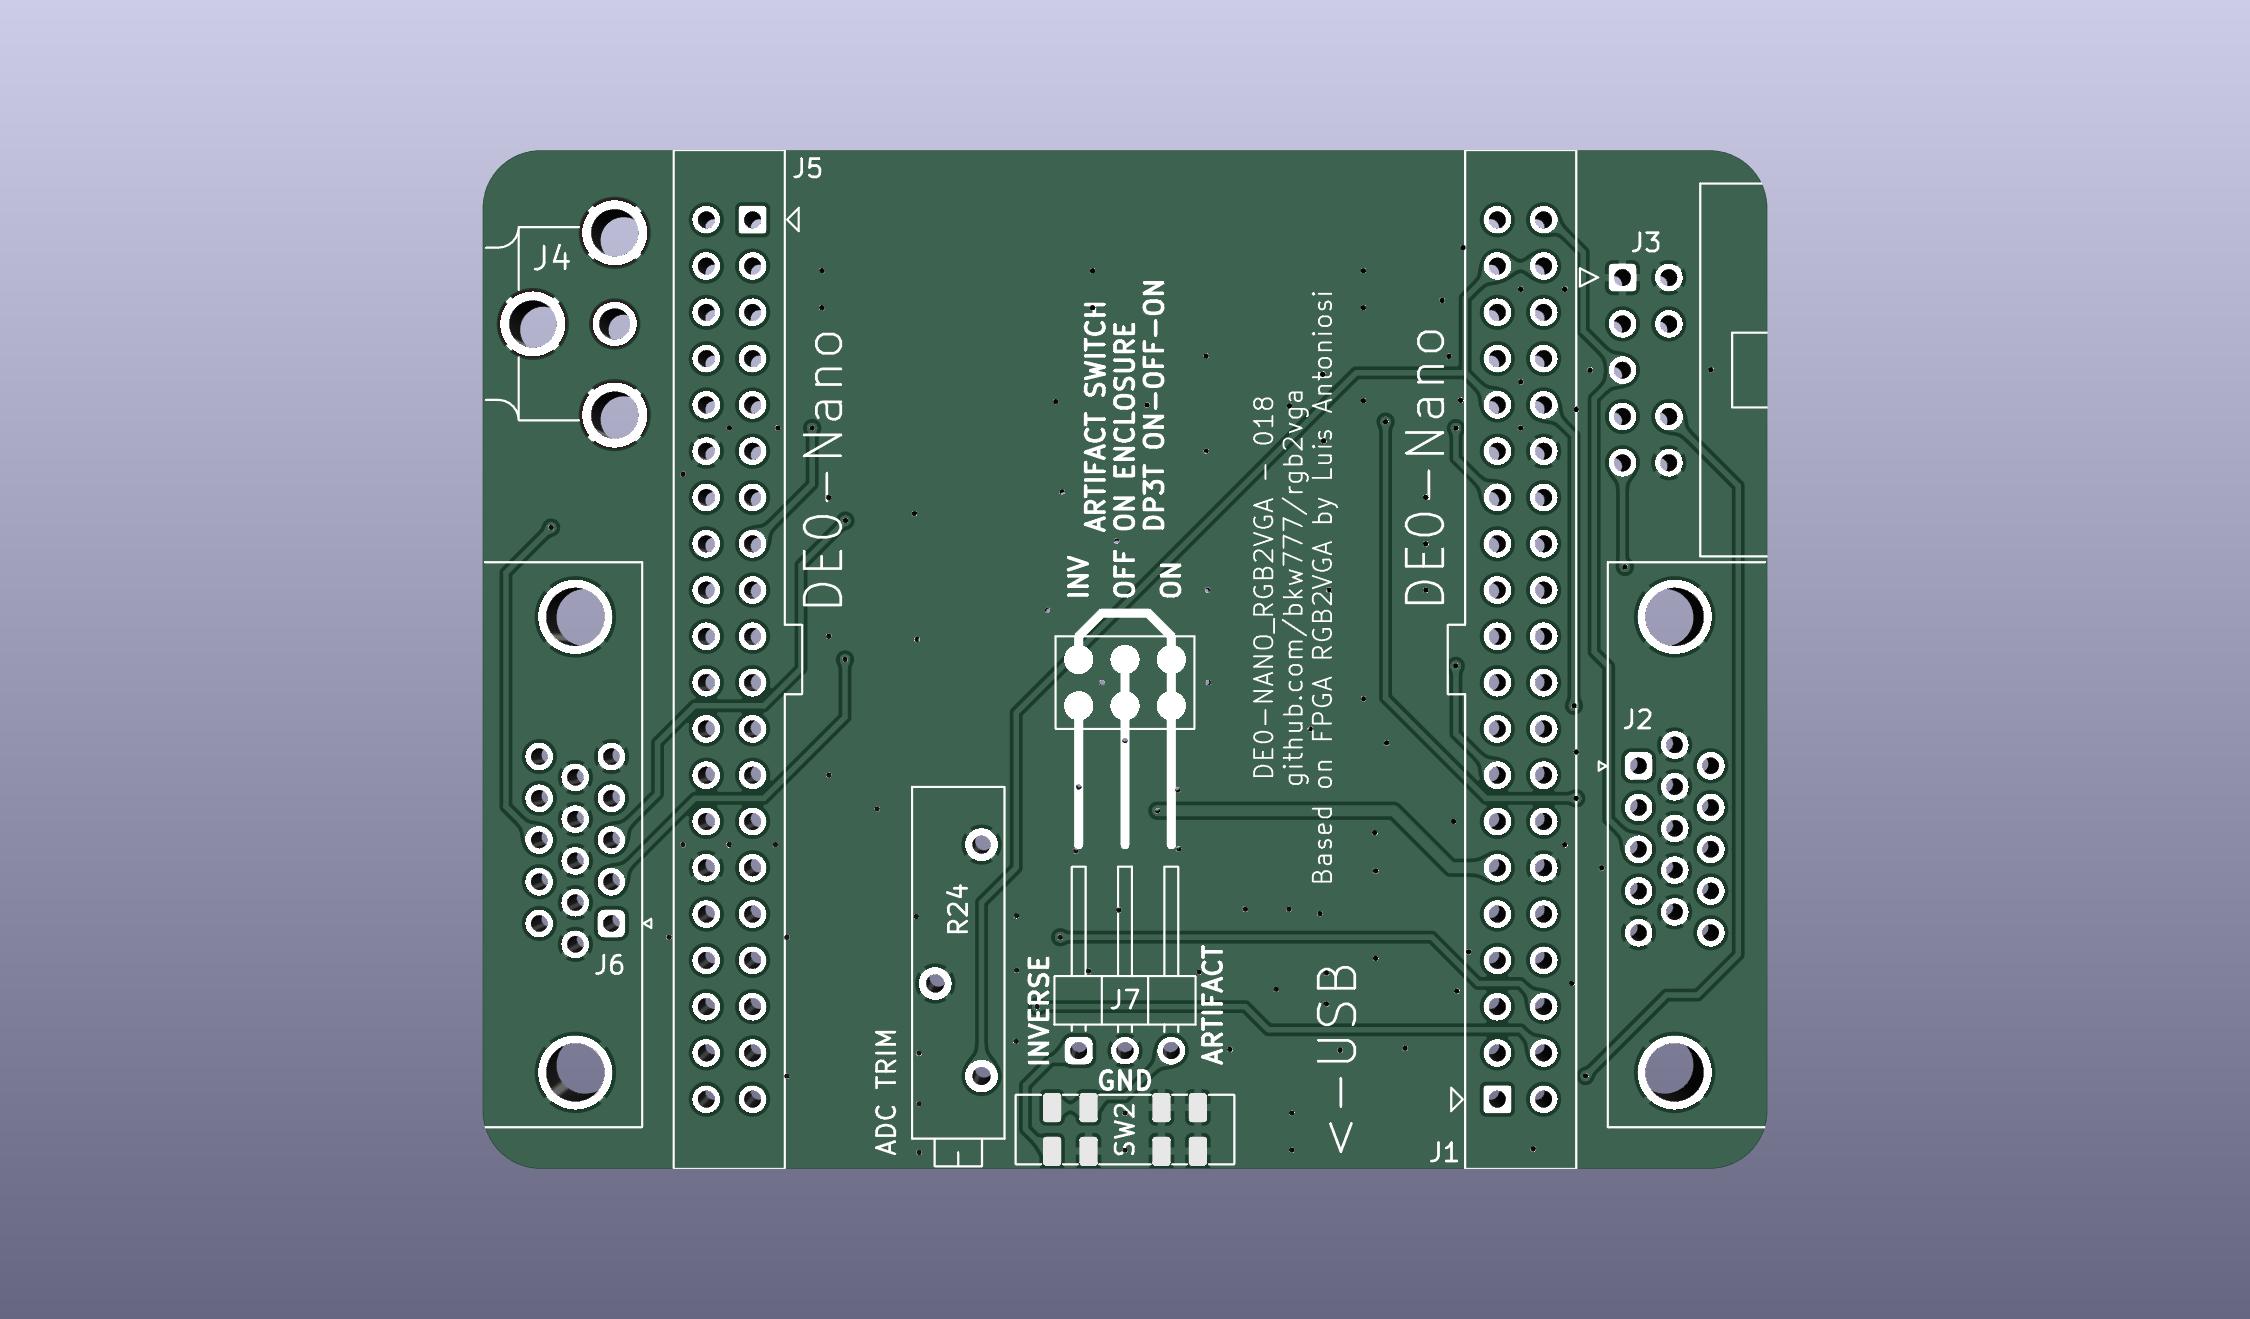 J5
J4
J3
DE0-Nano
ARTIFACT SWITCH
ON ENCLOSURE
DP3T ON-OFF-ON
INV
OFF
ON
DE0-NANO_RGB2VGA - 018
github.com/bkw777/rgb2vga
Based on FPGA RGB2VGA by Luis Antoniosi
DE0-Nano
J2
R24
J6
INVERSE
J7
ARTIFACT
<-USB
ADC TRIM
GND
SW2
J1